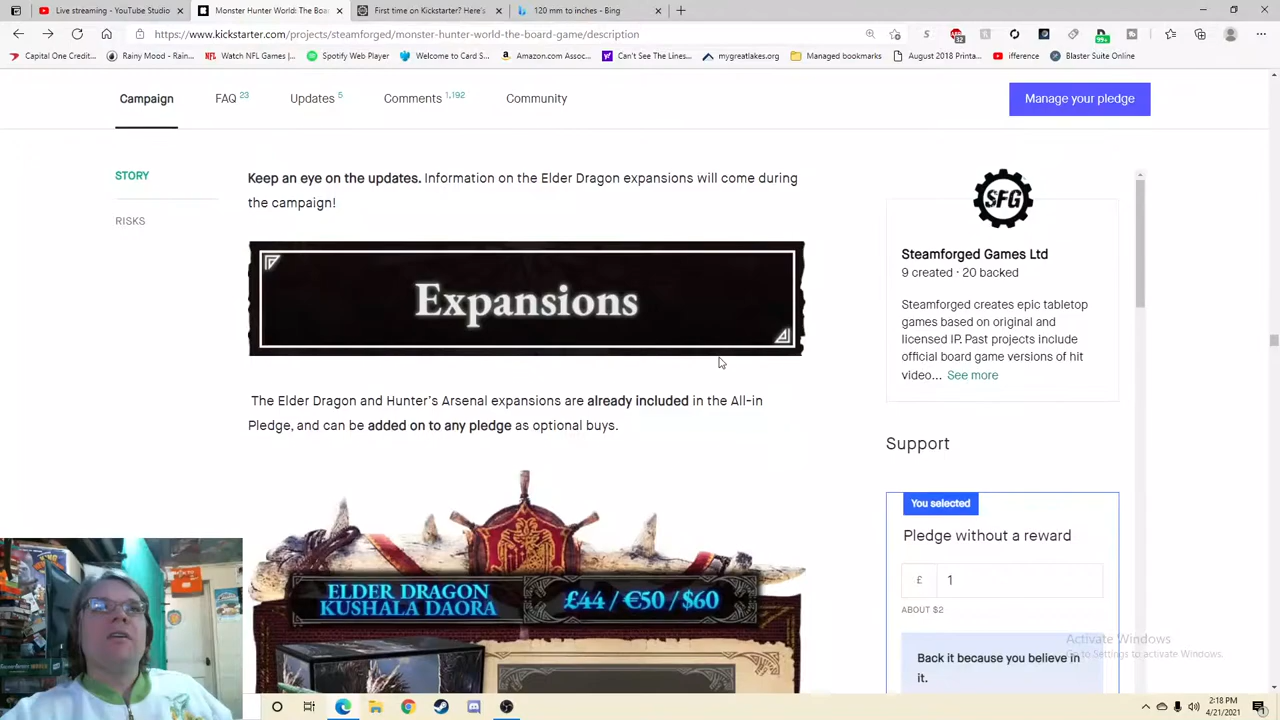 Live streaming - YouTube Studio
Monster Hunter World: The Boa
First time on Kickstarter? Here's
120 mm to inches - Bing
https://www.kickstarter.com/projects/steamforged/monster-hunter-world-the-board-game/description
Capital One Credit...
Rainy Mood - Rain...
Watch NFL Games |...
Spotify Web Player
Welcome to Card S...
Amazon.com Assoc...
Can't See The Lines...
mygreatlakes.org
Managed bookmarks
August 2018 Printa...
ifference
Blaster Suite Online
Campaign
FAQ 23
Updates 5
Comments 1,192
Community
Manage your pledge
STORY
RISKS
Keep an eye on the updates. Information on the Elder Dragon expansions will come during
the campaign!
Expansions
The Elder Dragon and Hunter's Arsenal expansions are already included in the All-in
Pledge, and can be added on to any pledge as optional buys.
ELDER DRAGON
KUSHALA DAORA
£44 / €50 / $60
SFG
Steamforged Games Ltd
9 created · 20 backed
Steamforged creates epic tabletop
games based on original and
licensed IP. Past projects include
official board game versions of hit
video... See more
Support
You selected
Pledge without a reward
£ 1
ABOUT $2
Back it because you believe in
it.
Activate Windows
Go to Settings to activate Windows.
2:18 PM
4/21/2021